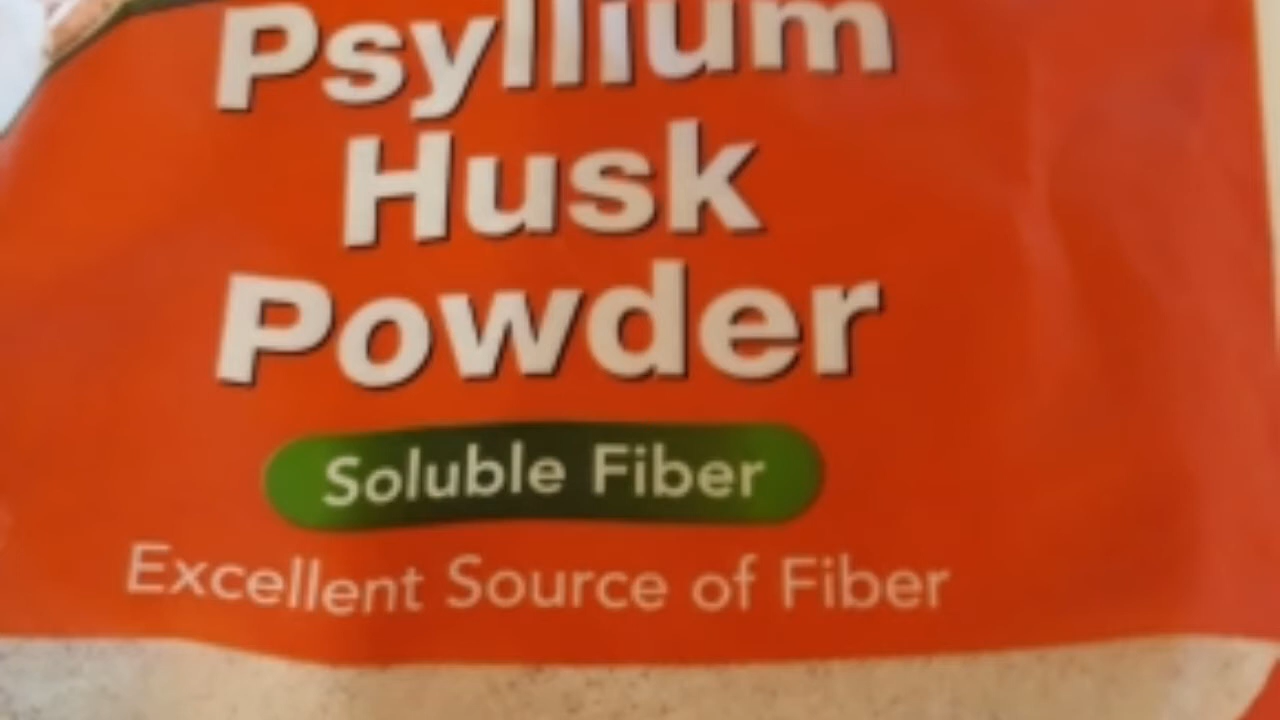 Psyllium
Husk
Powder
Soluble Fiber
Excellent Source of Fiber